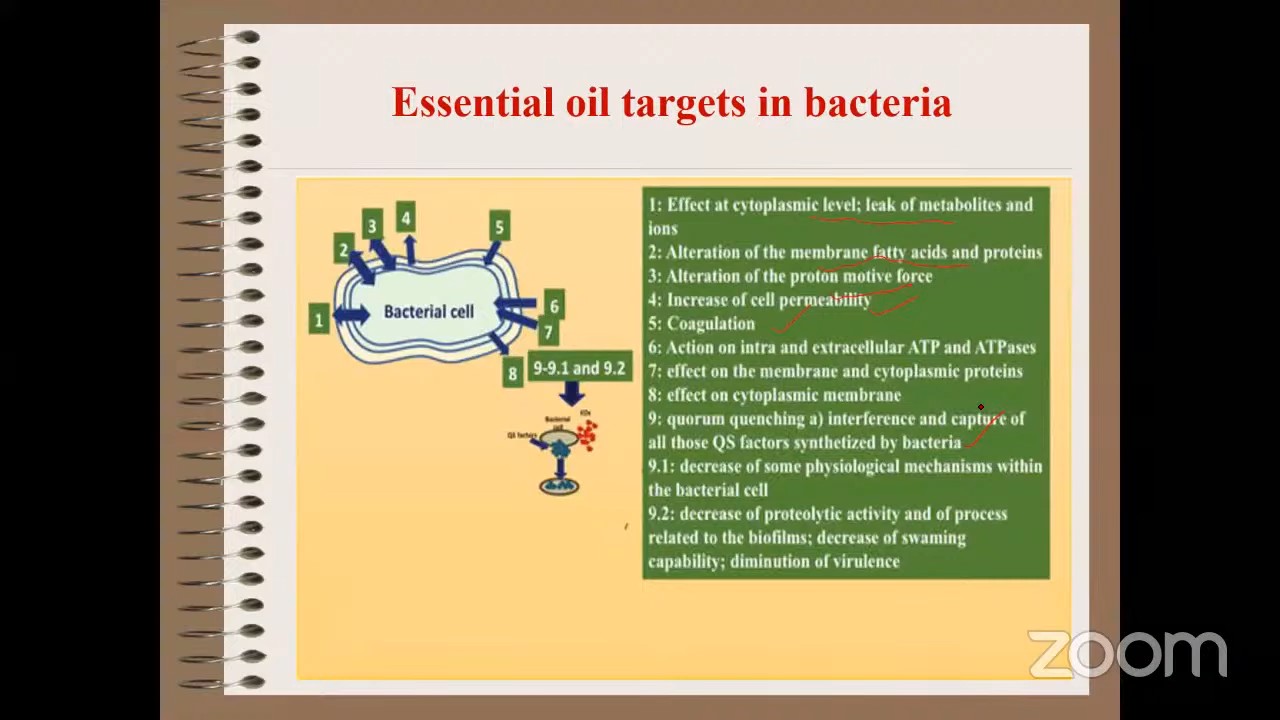 Essential oil targets in bacteria
1
2
3
4
5
6
7
8
Bacterial cell
9-9.1 and 9.2
Bacterial
cell
EOs
QS factors
1: Effect at cytoplasmic level; leak of metabolites and
ions
2: Alteration of the membrane fatty acids and proteins
3: Alteration of the proton motive force
4: Increase of cell permeability
5: Coagulation
6: Action on intra and extracellular ATP and ATPases
7: effect on the membrane and cytoplasmic proteins
8: effect on cytoplasmic membrane
9: quorum quenching a) interference and capture of
all those QS factors synthetized by bacteria
9.1: decrease of some physiological mechanisms within
the bacterial cell
9.2: decrease of proteolytic activity and of process
related to the biofilms; decrease of swaming
capability; diminution of virulence
zoom